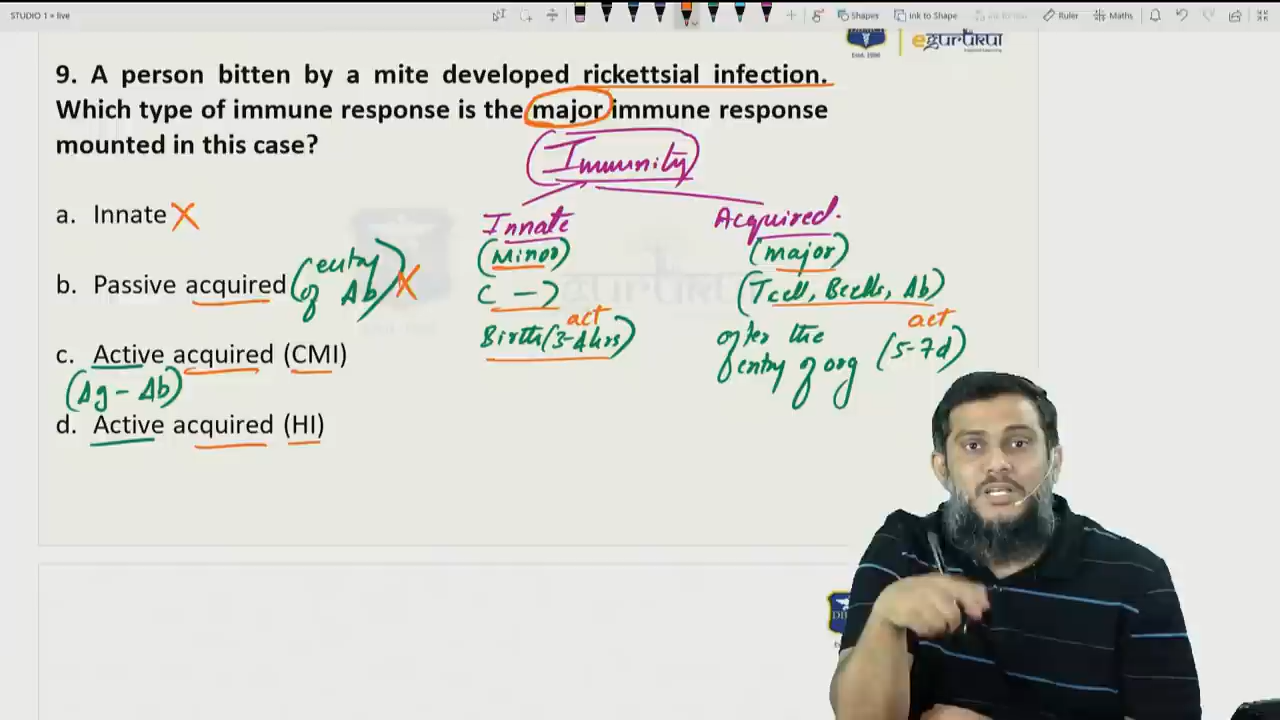 STUDIO 1 • live
Shapes
Ink to Shape
Ruler
Maths
eGurukul
9. A person bitten by a mite developed rickettsial infection.
Which type of immune response is the major immune response
mounted in this case?
Immunity
a. Innate X
Innate
Acquired.
(Minor)
(major)
b. Passive acquired (entry of Ab) X
(Tcell, Bcells, Ab)
act
Birth (3-4hrs)
act
after the entry of org (5-7d)
c. Active acquired (CMI)
(Ag - Ab)
d. Active acquired (HI)